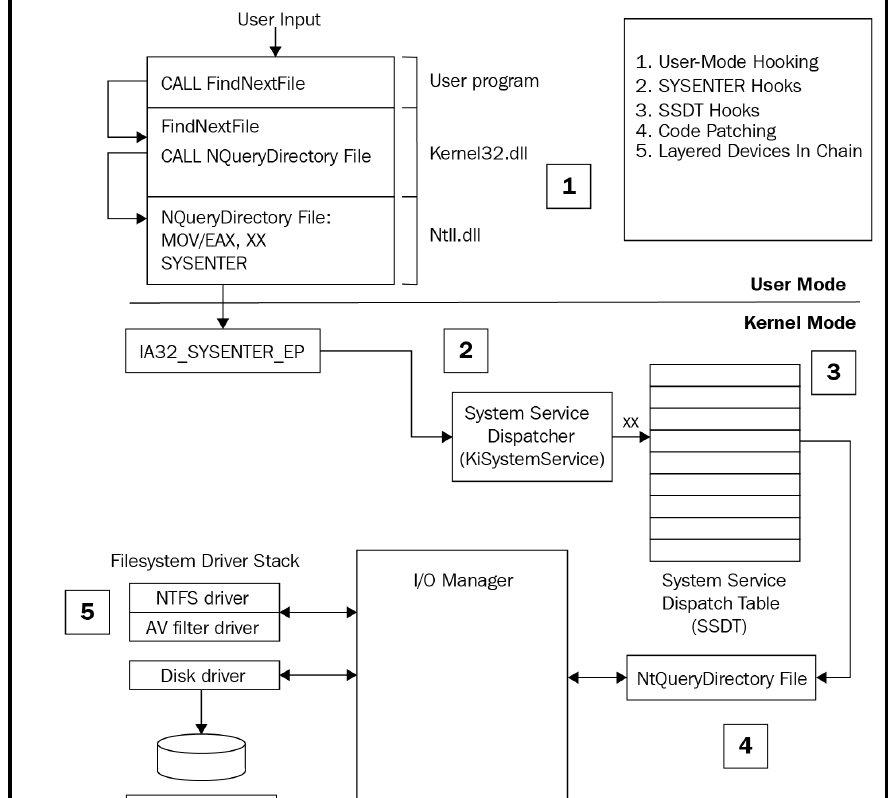 User Input
CALL FindNextFile
User program
FindNextFile
CALL NQueryDirectory File
Kernel32.dll
NQueryDirectory File:
MOV/EAX, XX
SYSENTER
Ntll.dll
1
1. User-Mode Hooking
2. SYSENTER Hooks
3. SSDT Hooks
4. Code Patching
5. Layered Devices In Chain
User Mode
Kernel Mode
IA32_SYSENTER_EP
2
3
System Service
Dispatcher
(KiSystemService)
XX
System Service
Dispatch Table
(SSDT)
Filesystem Driver Stack
5
NTFS driver
AV filter driver
Disk driver
I/O Manager
NtQueryDirectory File
4